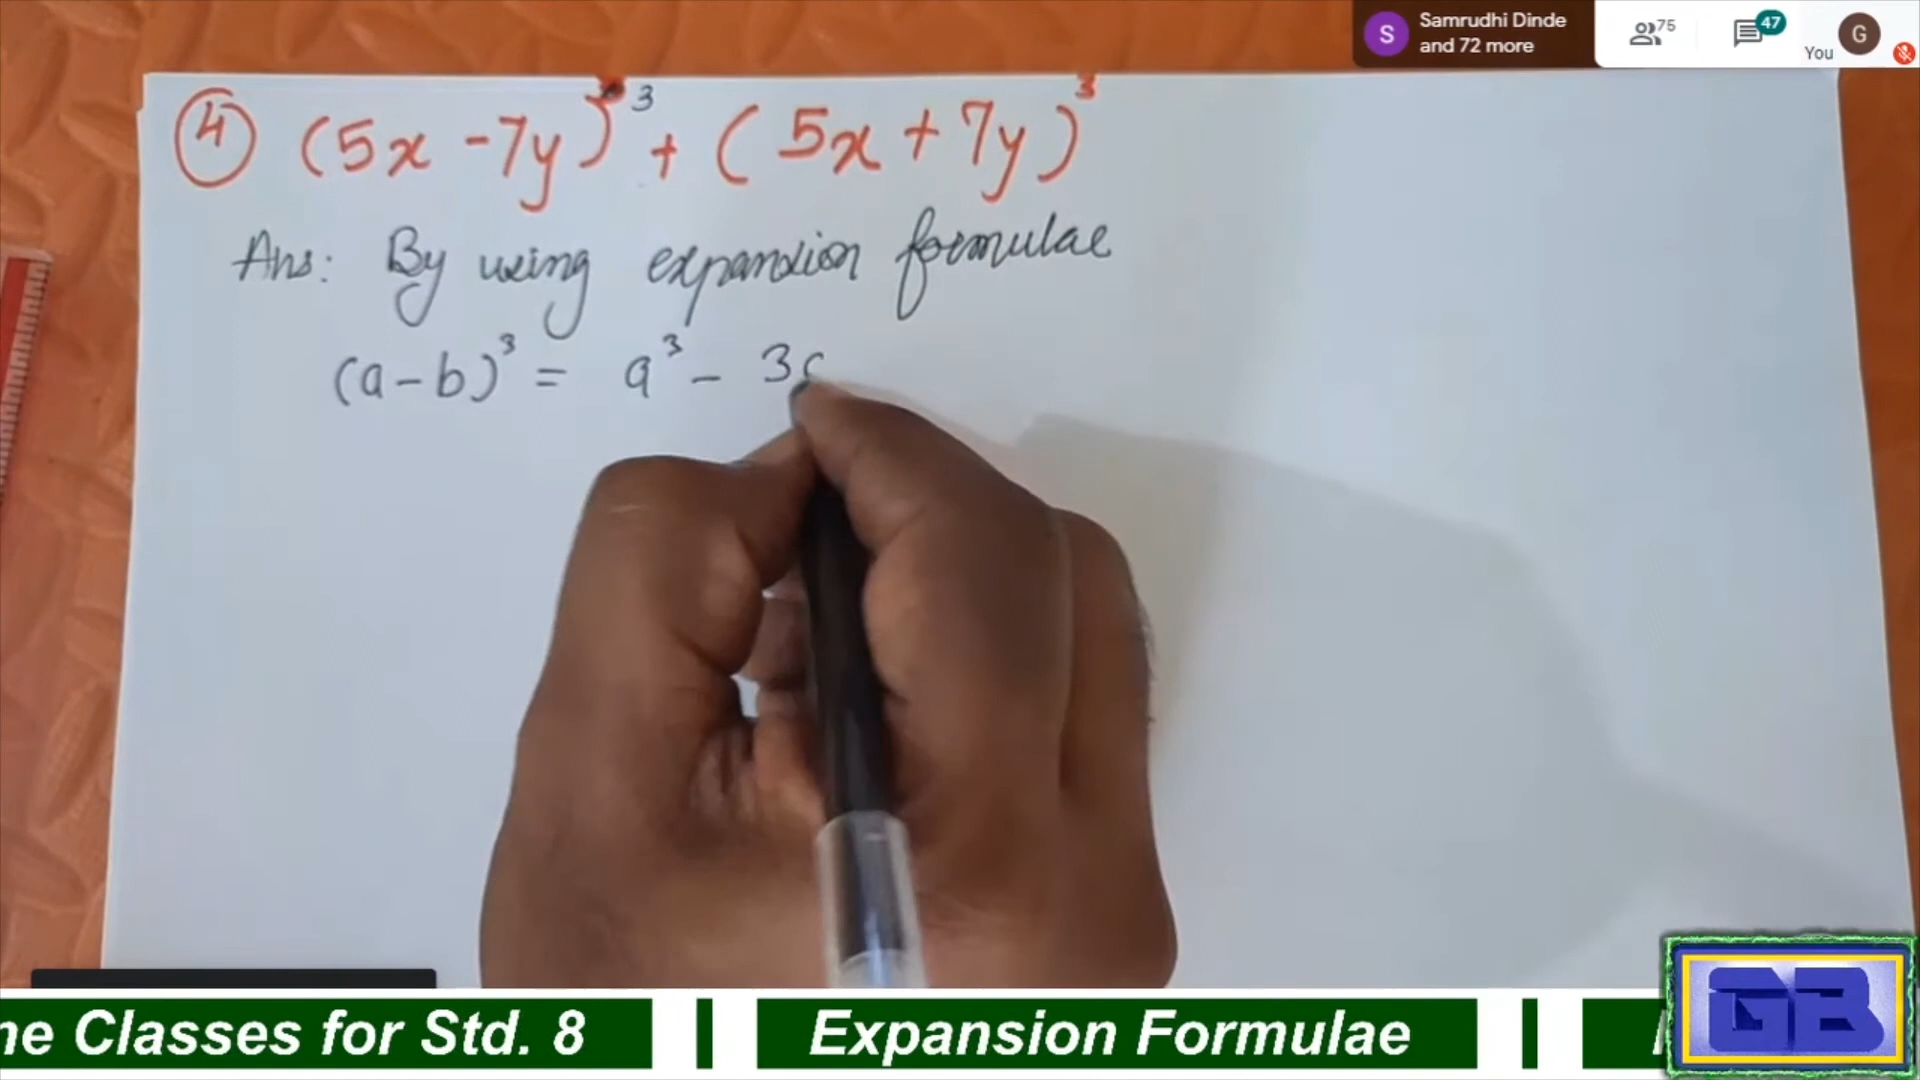 S Samrudhi Dinde and 72 more
75
47
You
G
④ (5x - 7y)³ + (5x + 7y)³
Ans: By using expansion formulae
(a - b)³ = a³ - 3a
ne Classes for Std. 8
Expansion Formulae
GB